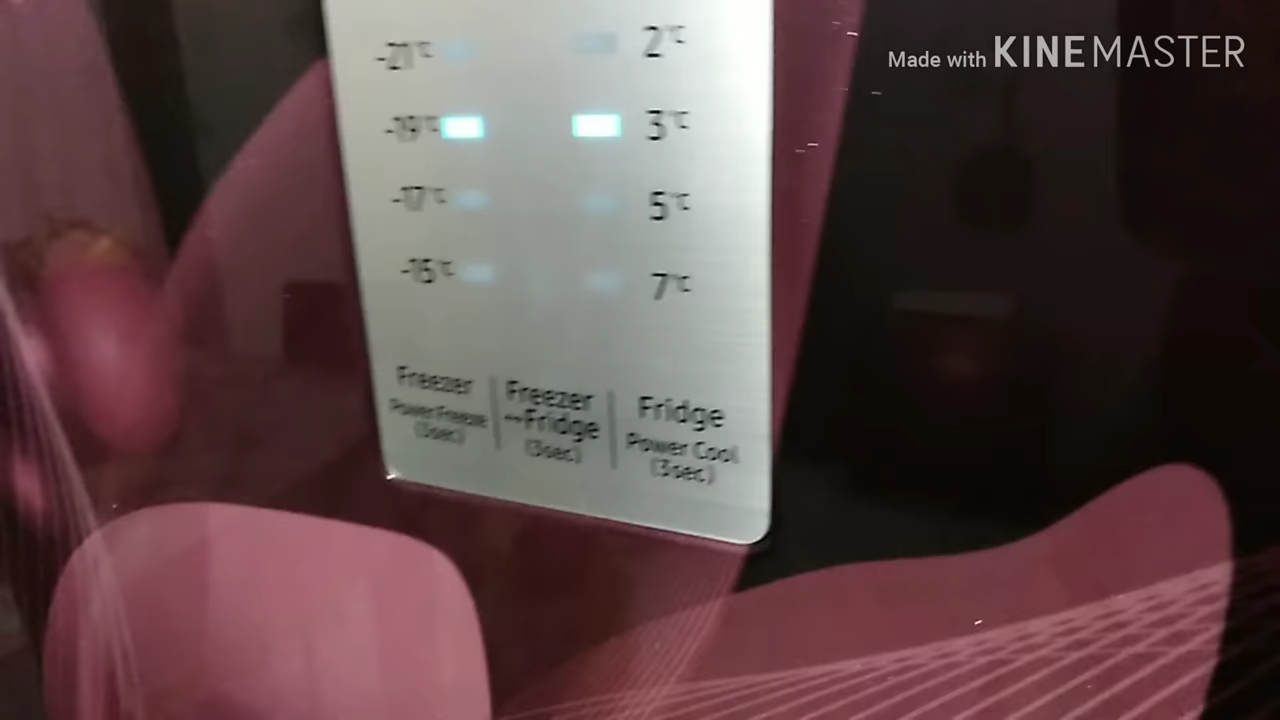 Made with KINEMASTER
-21°C 2°C
-19°C 3°C
-17°C 5°C
-15°C 7°C
Freezer
Power Freeze
(3sec)
Freezer
↔Fridge
(3sec)
Fridge
Power Cool
(3sec)